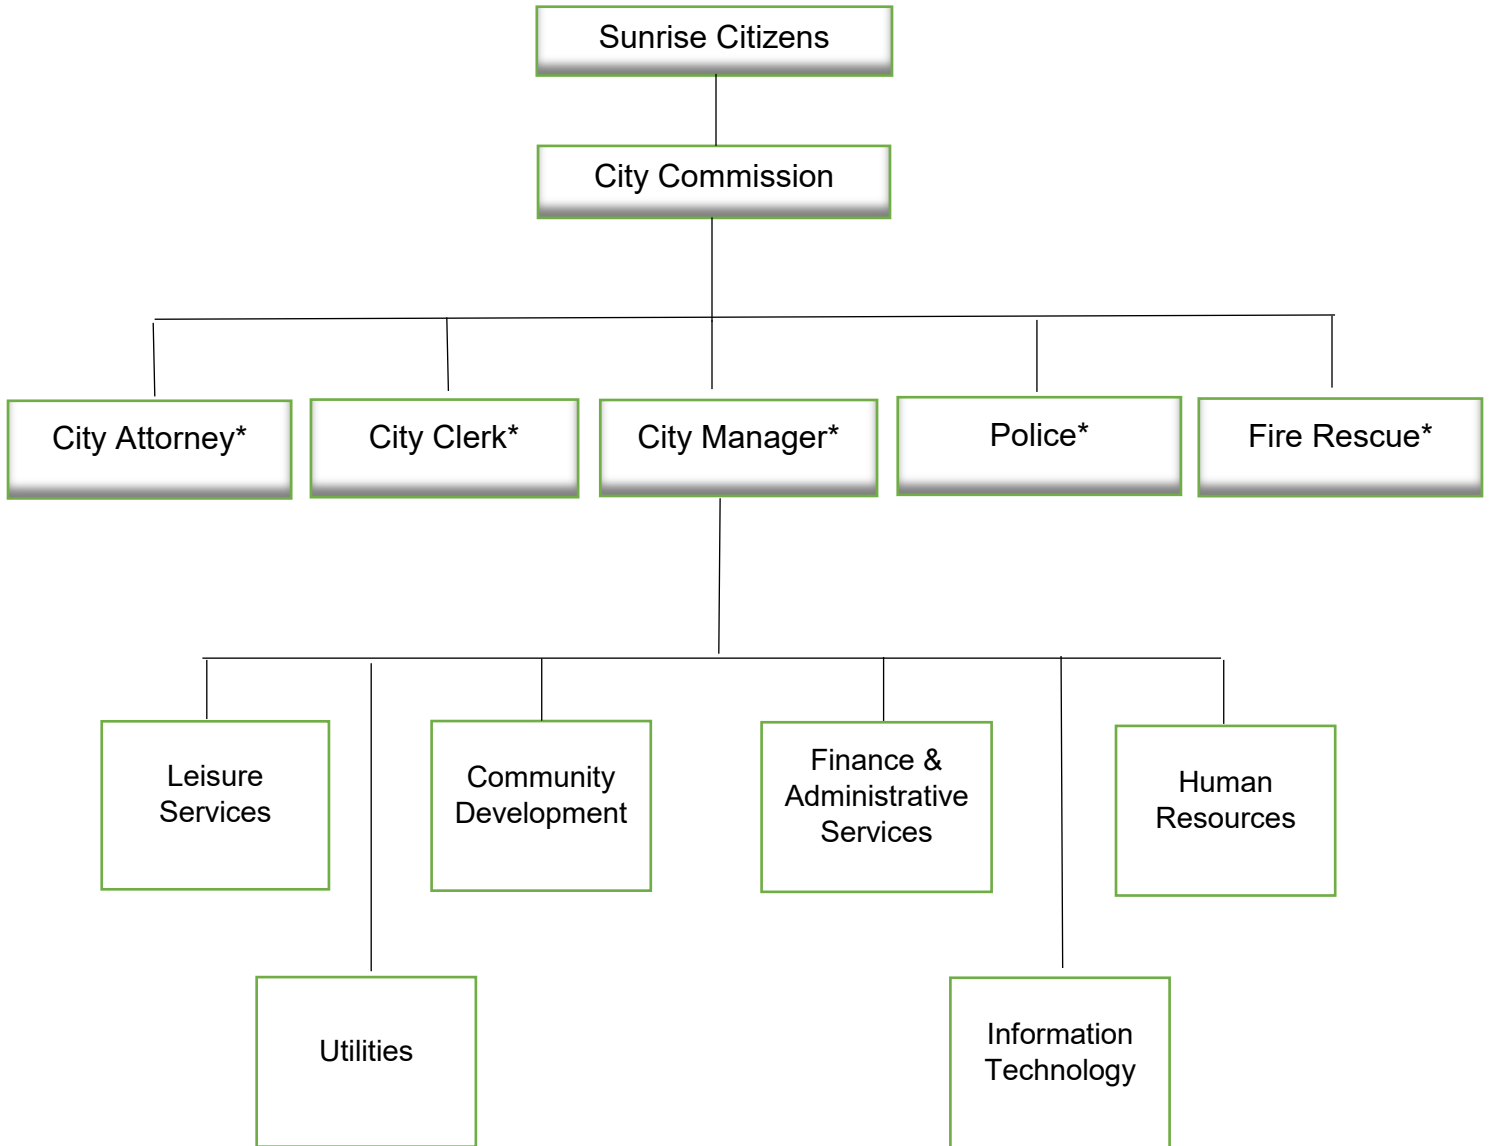 Sunrise Citizens
City Commission
City Attorney*
City Clerk*
City Manager*
Police*
Fire Rescue*
Leisure
Services
Community
Development
Finance &
Administrative
Services
Human
Resources
Utilities
Information
Technology